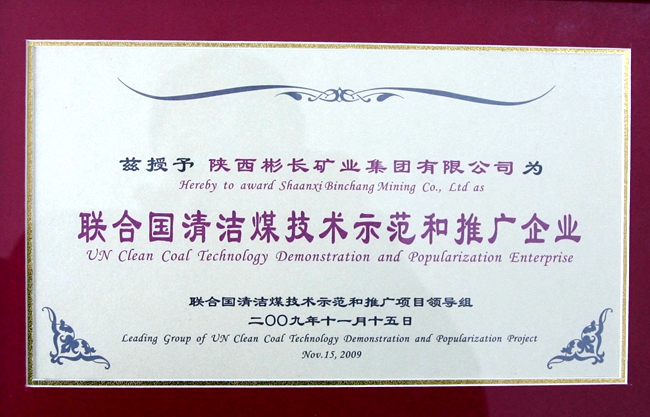 兹授予 陕西彬长矿业集团有限公司 为
Hereby to award Shaanxi Binchang Mining Co., Ltd as
联合国清洁煤技术示范和推广企业
UN Clean Coal Technology Demonstration and Popularization Enterprise
联合国清洁煤技术示范和推广项目领导组
二〇〇九年十一月十五日
Leading Group of UN Clean Coal Technology Demonstration and Popularization Project
Nov.15, 2009